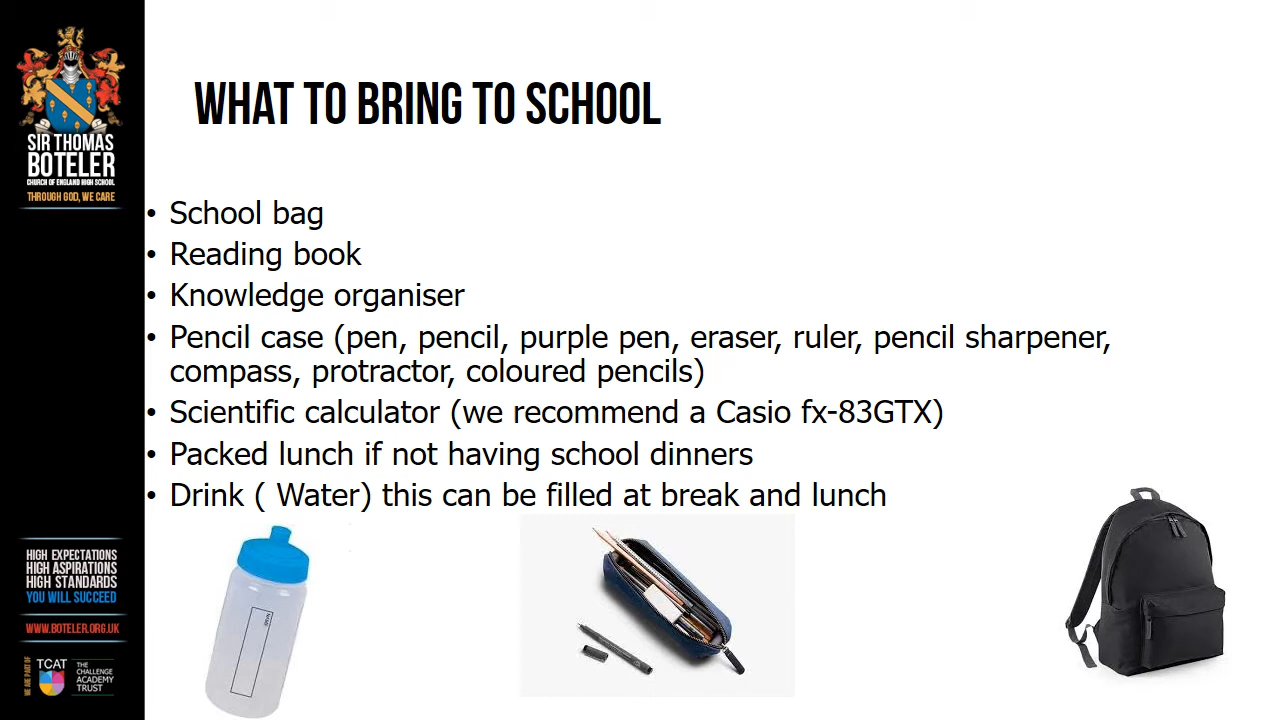 SIR THOMAS
BOTELER
CHURCH OF ENGLAND HIGH SCHOOL
THROUGH GOD, WE CARE
WHAT TO BRING TO SCHOOL
• School bag
• Reading book
• Knowledge organiser
• Pencil case (pen, pencil, purple pen, eraser, ruler, pencil sharpener,
compass, protractor, coloured pencils)
• Scientific calculator (we recommend a Casio fx-83GTX)
• Packed lunch if not having school dinners
• Drink ( Water) this can be filled at break and lunch
HIGH EXPECTATIONS
HIGH ASPIRATIONS
HIGH STANDARDS
YOU WILL SUCCEED
WWW.BOTELER.ORG.UK
WE ARE PART OF
TCAT
THE
CHALLENGE
ACADEMY
TRUST